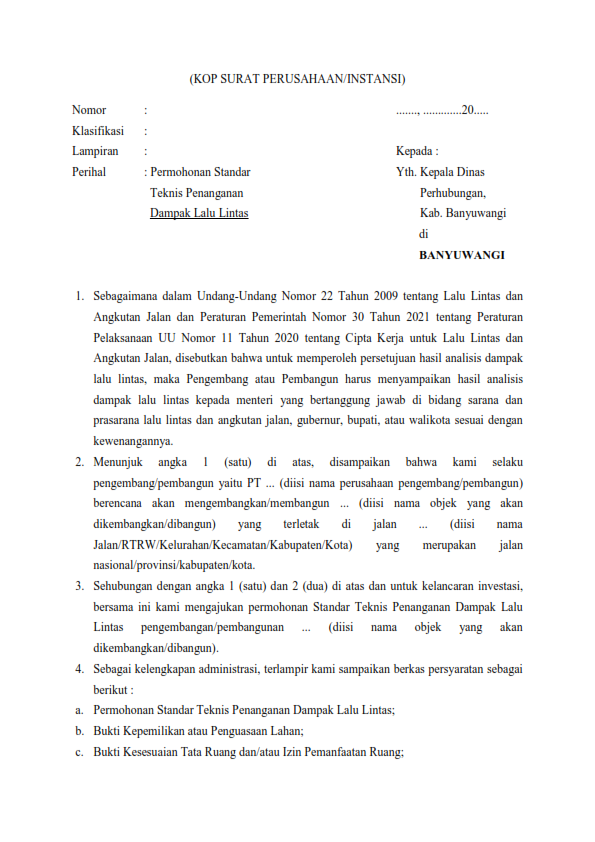 (KOP SURAT PERUSAHAAN/INSTANSI)
Nomor : ......., .............20.....
Klasifikasi :
Lampiran : Kepada :
Perihal : Permohonan Standar Yth. Kepala Dinas
Teknis Penanganan Perhubungan,
Dampak Lalu Lintas Kab. Banyuwangi
di
BANYUWANGI
1. Sebagaimana dalam Undang-Undang Nomor 22 Tahun 2009 tentang Lalu Lintas dan
Angkutan Jalan dan Peraturan Pemerintah Nomor 30 Tahun 2021 tentang Peraturan
Pelaksanaan UU Nomor 11 Tahun 2020 tentang Cipta Kerja untuk Lalu Lintas dan
Angkutan Jalan, disebutkan bahwa untuk memperoleh persetujuan hasil analisis dampak
lalu lintas, maka Pengembang atau Pembangun harus menyampaikan hasil analisis
dampak lalu lintas kepada menteri yang bertanggung jawab di bidang sarana dan
prasarana lalu lintas dan angkutan jalan, gubernur, bupati, atau walikota sesuai dengan
kewenangannya.
2. Menunjuk angka 1 (satu) di atas, disampaikan bahwa kami selaku
pengembang/pembangun yaitu PT ... (diisi nama perusahaan pengembang/pembangun)
berencana akan mengembangkan/membangun ... (diisi nama objek yang akan
dikembangkan/dibangun) yang terletak di jalan ... (diisi nama
Jalan/RTRW/Kelurahan/Kecamatan/Kabupaten/Kota) yang merupakan jalan
nasional/provinsi/kabupaten/kota.
3. Sehubungan dengan angka 1 (satu) dan 2 (dua) di atas dan untuk kelancaran investasi,
bersama ini kami mengajukan permohonan Standar Teknis Penanganan Dampak Lalu
Lintas pengembangan/pembangunan ... (diisi nama objek yang akan
dikembangkan/dibangun).
4. Sebagai kelengkapan administrasi, terlampir kami sampaikan berkas persyaratan sebagai
berikut :
a. Permohonan Standar Teknis Penanganan Dampak Lalu Lintas;
b. Bukti Kepemilikan atau Penguasaan Lahan;
c. Bukti Kesesuaian Tata Ruang dan/atau Izin Pemanfaatan Ruang;